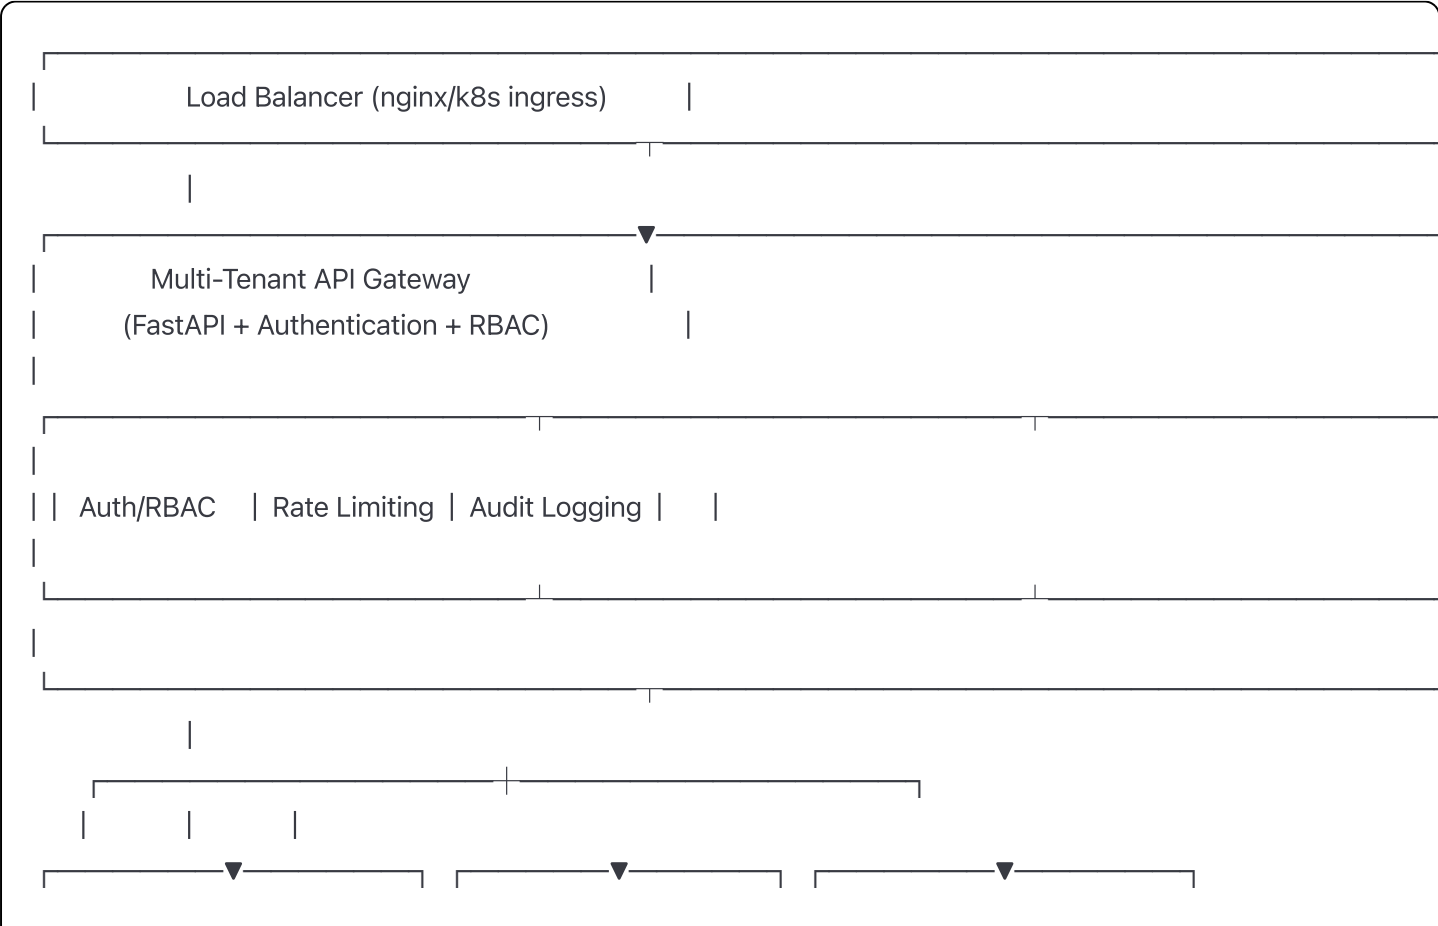 Load Balancer (nginx/k8s ingress)
Multi-Tenant API Gateway
(FastAPI + Authentication + RBAC)
Auth/RBAC | Rate Limiting | Audit Logging